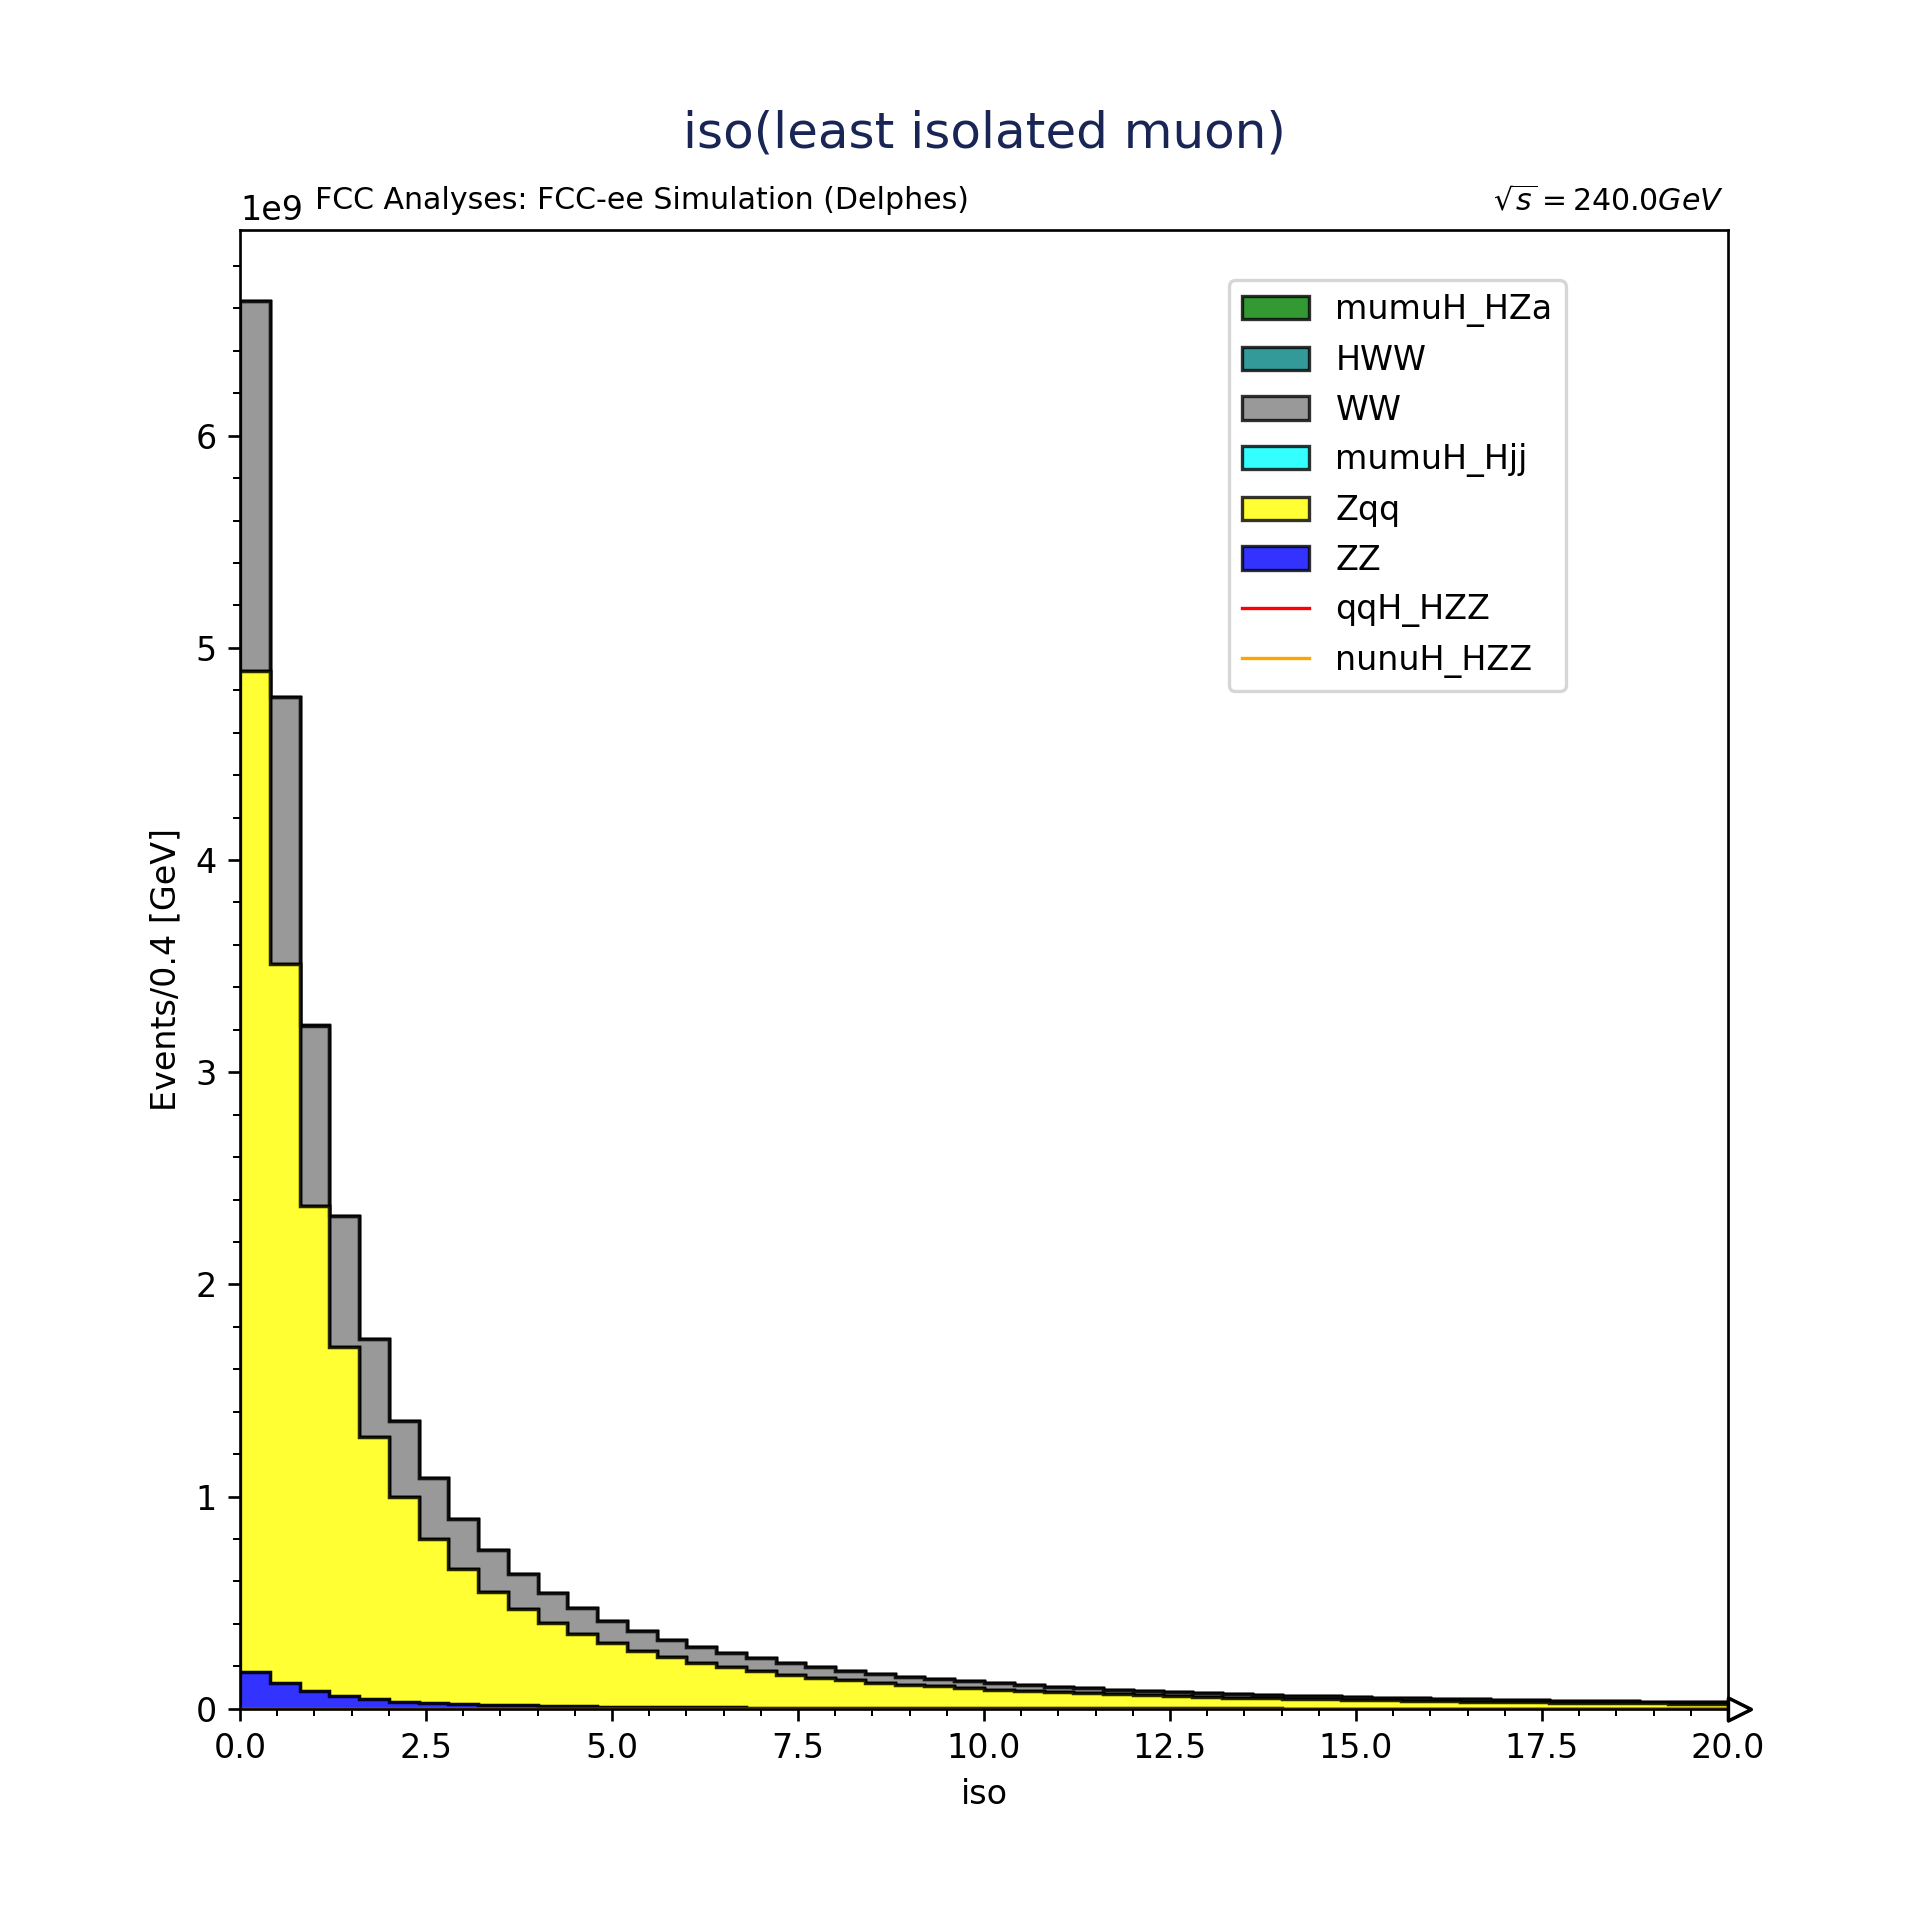 iso(least isolated muon)
1e9 FCC Analyses: FCC-ee Simulation (Delphes)
√s = 240.0GeV
mumuH_HZa
HWW
WW
mumuH_Hjj
Zqq
ZZ
qqH_HZZ
nunuH_HZZ
Events/0.4 [GeV]
6
5
4
3
2
1
0
0.0 2.5 5.0 7.5 10.0 12.5 15.0 17.5 20.0
iso